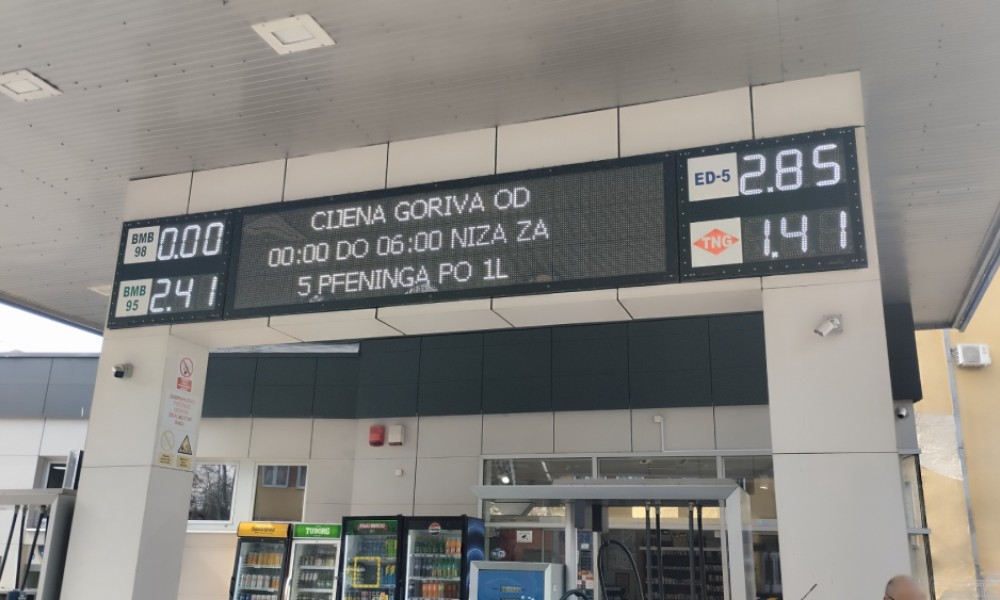 BMB
98
0.00
BMB
95
2.41
CIJENA GORIVA OD
00:00 DO 06:00 NIZA ZA
5 PFENINGA PO 1L
ED-5
2.85
TNG
1.41
TUBORG